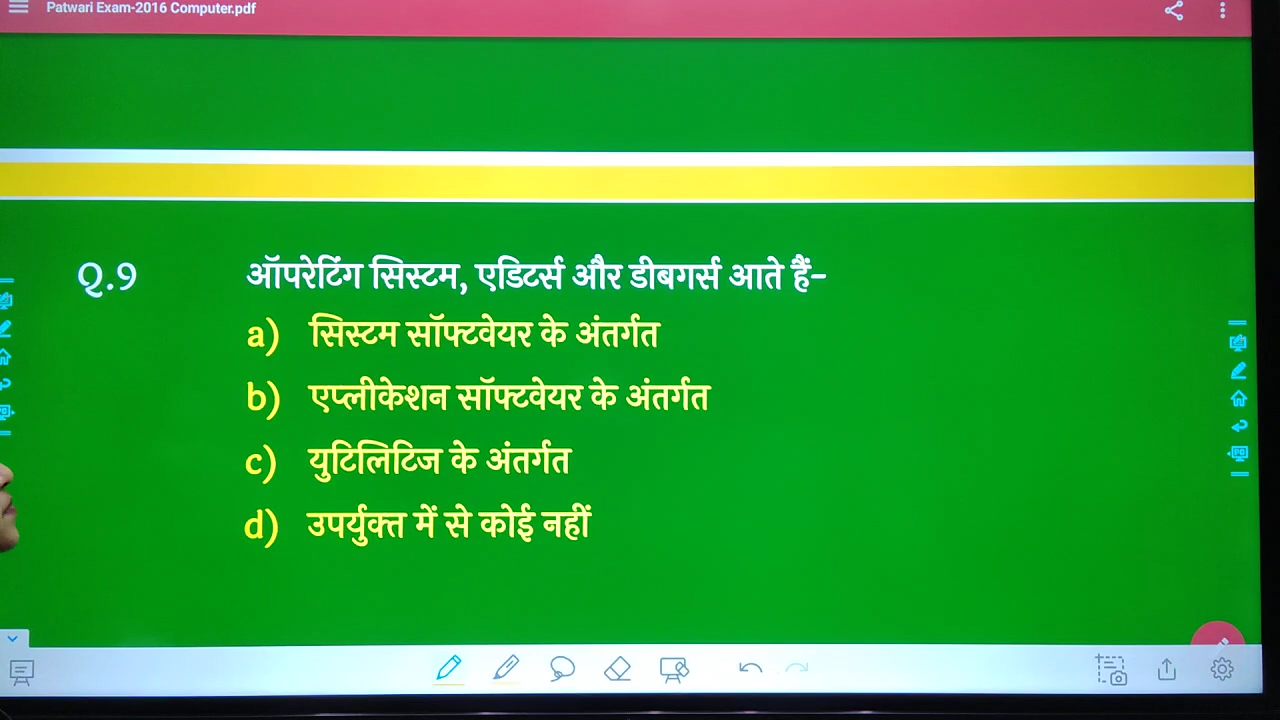 Patwari Exam-2016 Computer.pdf
Q.9 ऑपरेटिंग सिस्टम, एडिटर्स और डीबगर्स आते हैं-
a) सिस्टम सॉफ्टवेयर के अंतर्गत
b) एप्लीकेशन सॉफ्टवेयर के अंतर्गत
c) युटिलिटिज के अंतर्गत
d) उपर्युक्त में से कोई नहीं